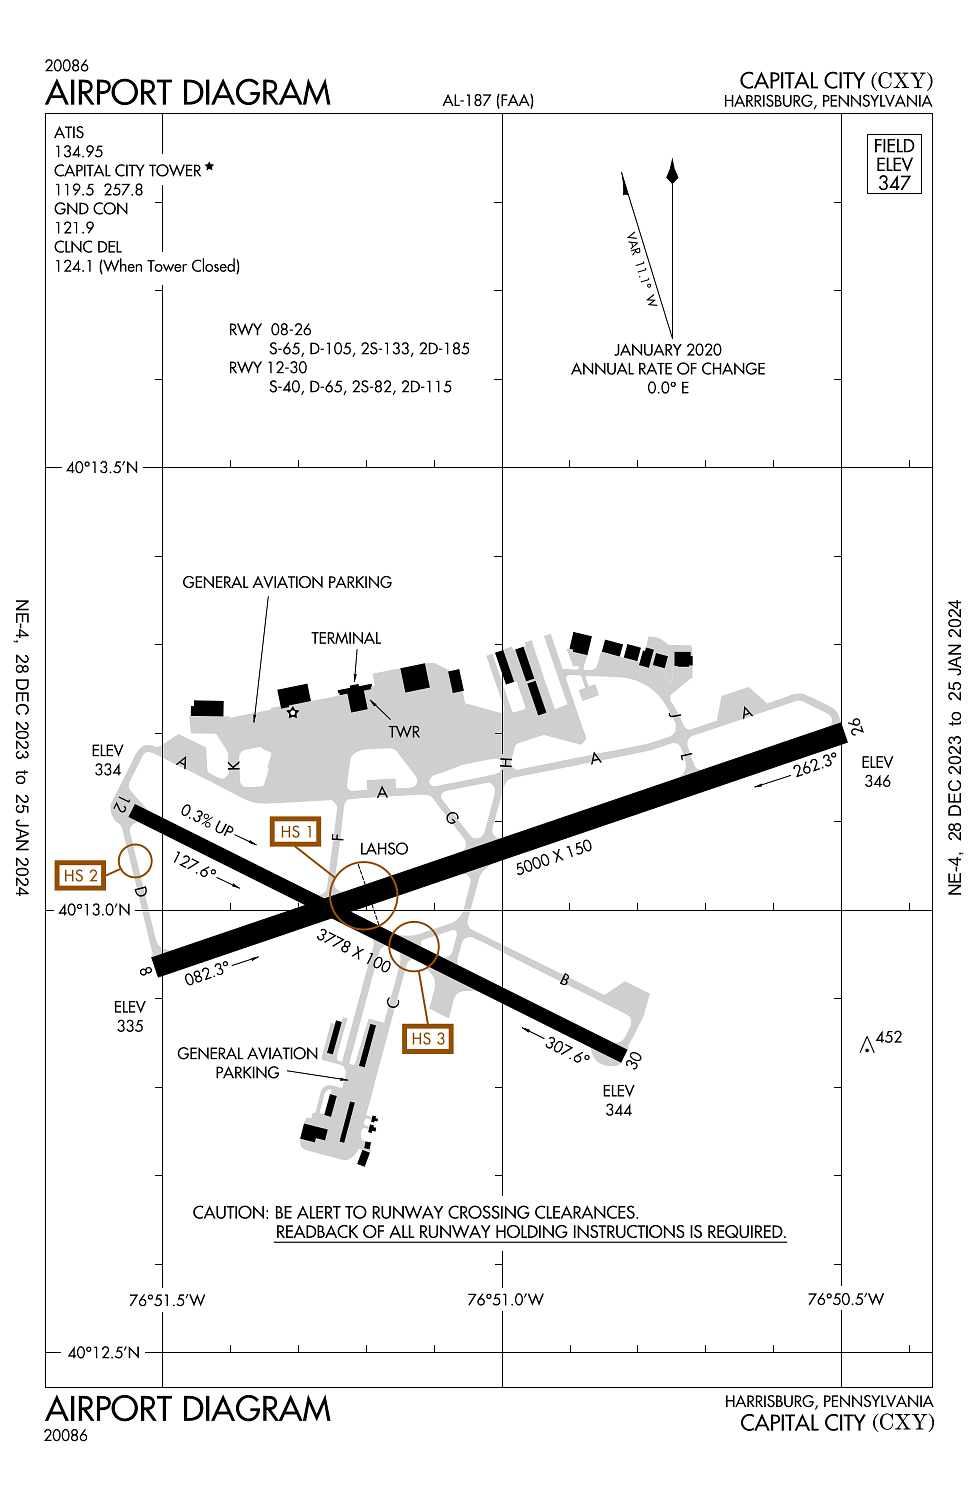 20086
AIRPORT DIAGRAM
AL-187 (FAA)
CAPITAL CITY (CXY)
HARRISBURG, PENNSYLVANIA
ATIS
134.95
CAPITAL CITY TOWER ★
119.5 257.8
GND CON
121.9
CLNC DEL
124.1 (When Tower Closed)
FIELD
ELEV
347
VAR 11.1° W
JANUARY 2020
ANNUAL RATE OF CHANGE
0.0° E
RWY 08-26
S-65, D-105, 2S-133, 2D-185
RWY 12-30
S-40, D-65, 2S-82, 2D-115
40°13.5'N
GENERAL AVIATION PARKING
TERMINAL
TWR
NE-4, 28 DEC 2023 to 25 JAN 2024
NE-4, 28 DEC 2023 to 25 JAN 2024
J
A
26
ELEV
334
A
K
H
A
L
262.3°
ELEV
346
12
0.3% UP
A
G
F
HS 1
LAHSO
5000 X 150
127.6°
HS 2
D
40°13.0'N
3778 X 100
8
082.3°
B
C
ELEV
335
HS 3
307.6°
30
452
GENERAL AVIATION
PARKING
ELEV
344
CAUTION: BE ALERT TO RUNWAY CROSSING CLEARANCES.
READBACK OF ALL RUNWAY HOLDING INSTRUCTIONS IS REQUIRED.
76°51.5'W
76°51.0'W
76°50.5'W
40°12.5'N
AIRPORT DIAGRAM
20086
HARRISBURG, PENNSYLVANIA
CAPITAL CITY (CXY)